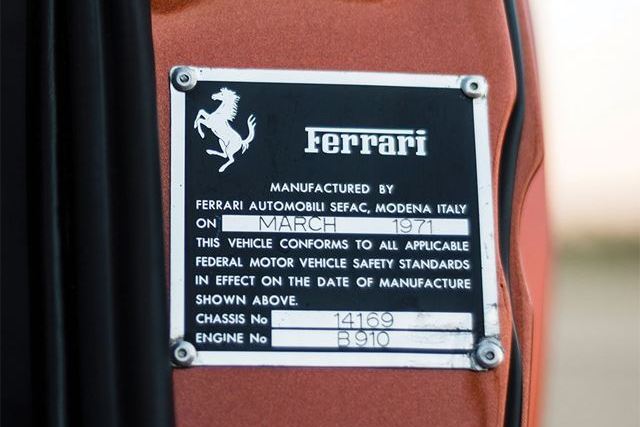 Ferrari
MANUFACTURED BY
FERRARI AUTOMOBILI SEFAC, MODENA ITALY
ON MARCH 1971
THIS VEHICLE CONFORMS TO ALL APPLICABLE
FEDERAL MOTOR VEHICLE SAFETY STANDARDS
IN EFFECT ON THE DATE OF MANUFACTURE
SHOWN ABOVE.
CHASSIS No 14169
ENGINE No B910